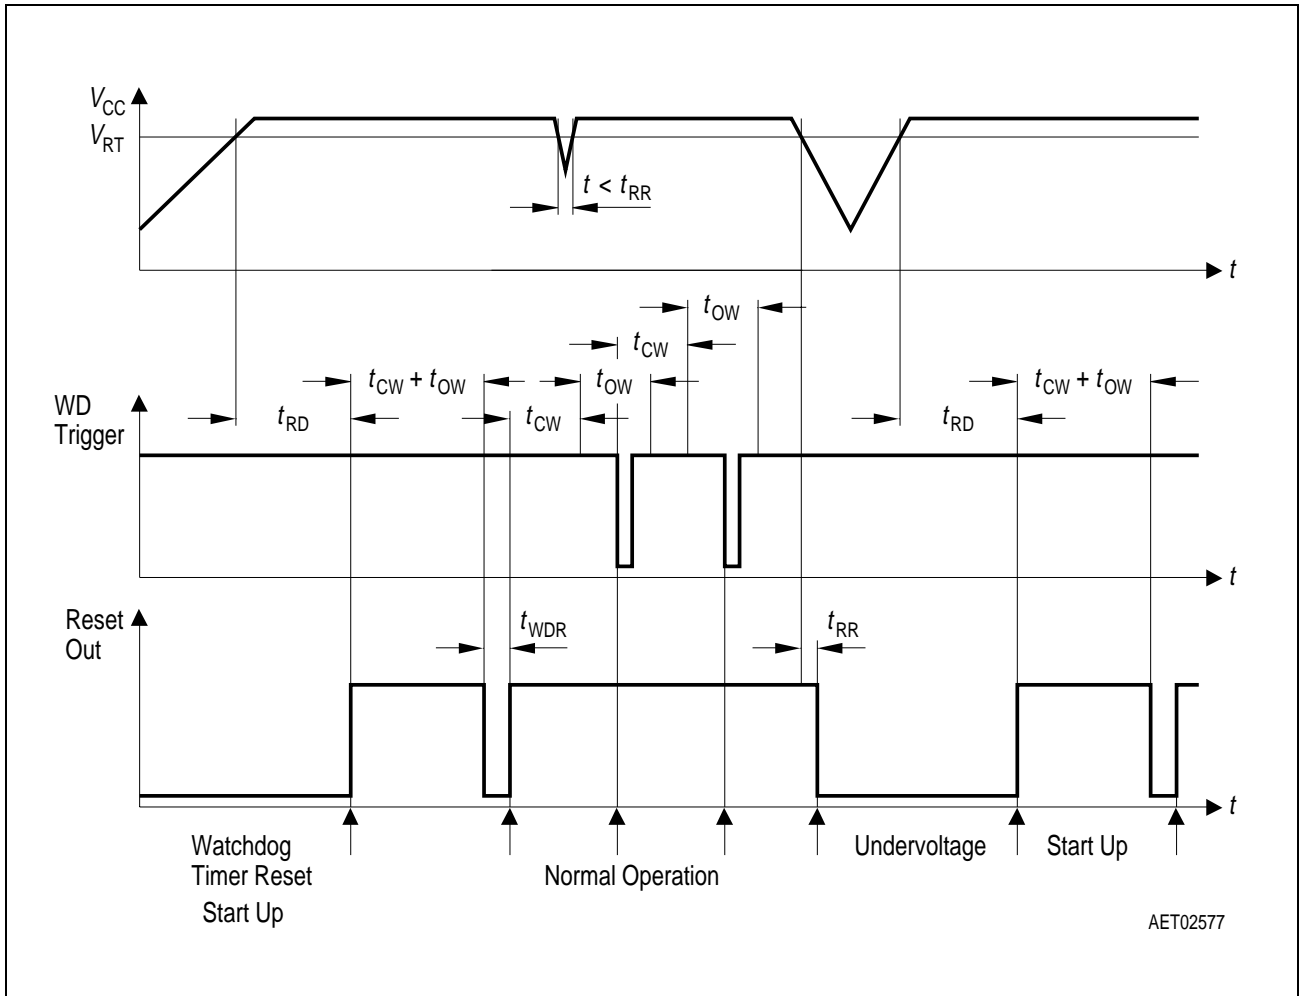 VCC
VRT
t < tRR
t
tOW
tCW
tCW + tOW
tOW
tCW + tOW
WD
Trigger
tRD
tCW
tRD
t
Reset
Out
tWDR
tRR
t
Watchdog
Timer Reset
Start Up
Normal Operation
Undervoltage
Start Up
AET02577